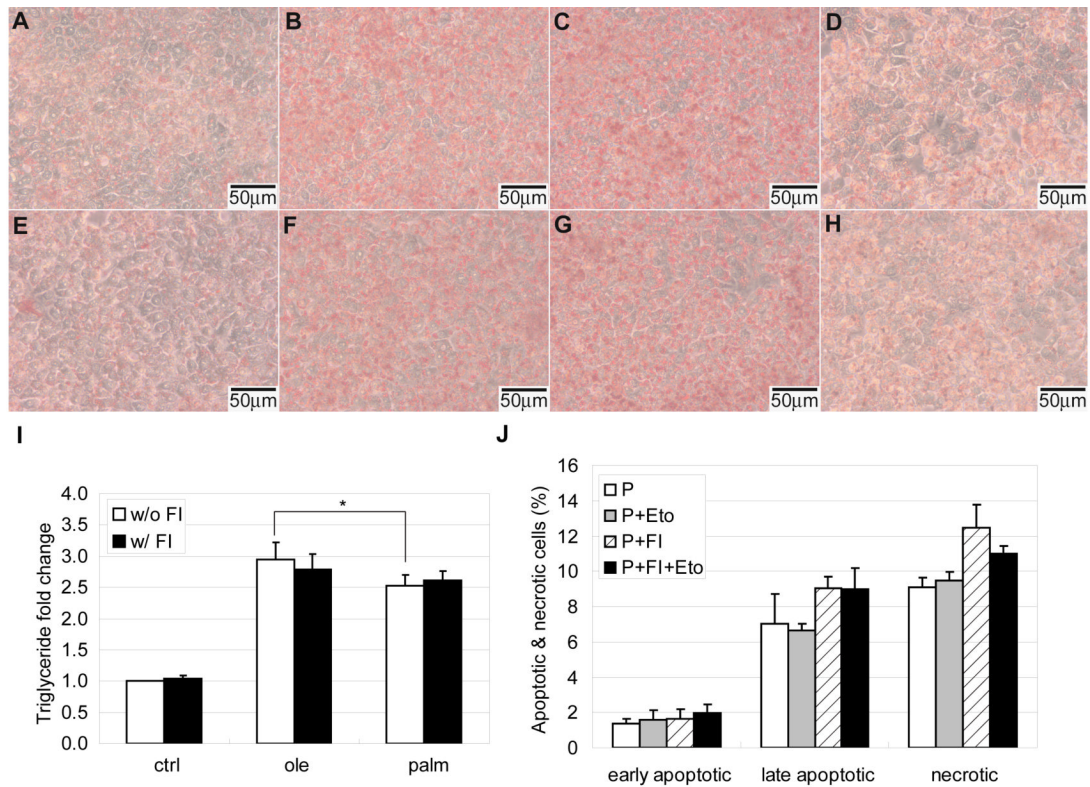 A
B
C
D
50μm
50μm
50μm
50μm
E
F
G
H
50μm
50μm
50μm
50μm
I
Triglyceride fold change
4.0
3.5
3.0
2.5
2.0
1.5
1.0
0.5
0.0
w/o FI
w/ FI
*
ctrl
ole
palm
J
Apoptotic & necrotic cells (%)
16
14
12
10
8
6
4
2
0
P
P+Eto
P+FI
P+FI+Eto
early apoptotic
late apoptotic
necrotic